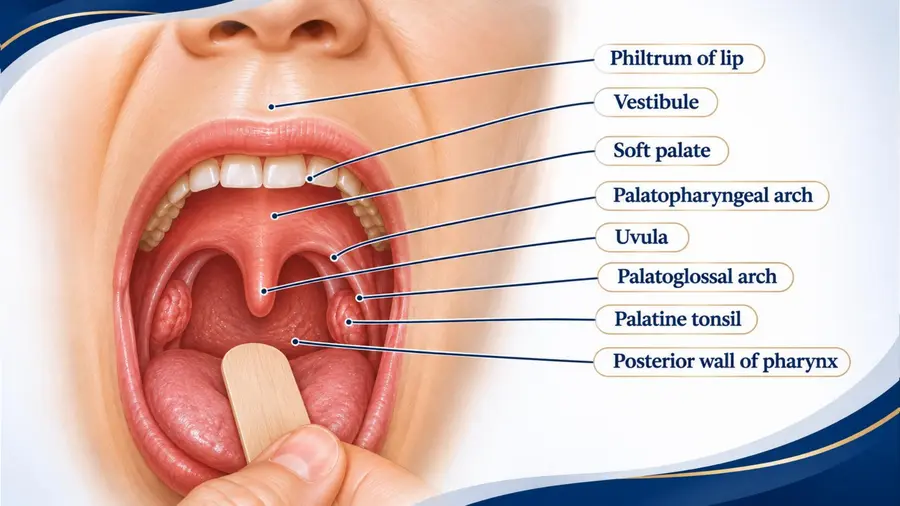 Philtrum of lip
Vestibule
Soft palate
Palatopharyngeal arch
Uvula
Palatoglossal arch
Palatine tonsil
Posterior wall of pharynx